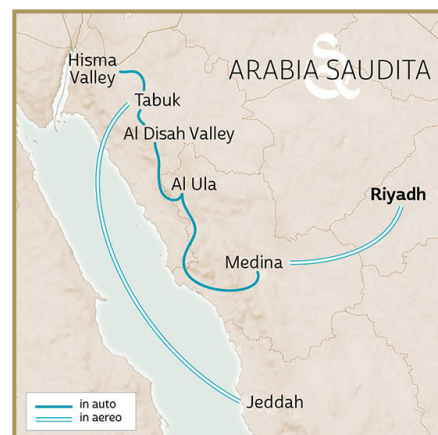 Hisma
Valley
ARABIA SAUDITA
&
Tabuk
Al Disah Valley
Al Ula
Riyadh
Medina
Jeddah
in auto
in aereo